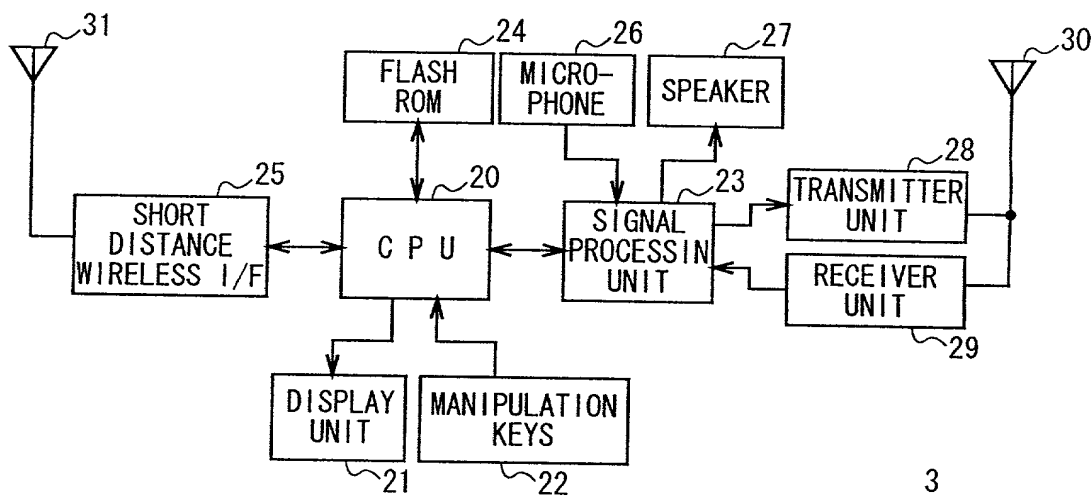 31
24
26
27
30
FLASH
ROM
MICRO-
PHONE
SPEAKER
25
20
23
28
SHORT
DISTANCE
WIRELESS I/F
CPU
SIGNAL
PROCESSIN
UNIT
TRANSMITTER
UNIT
RECEIVER
UNIT
29
DISPLAY
UNIT
MANIPULATION
KEYS
21
22
3